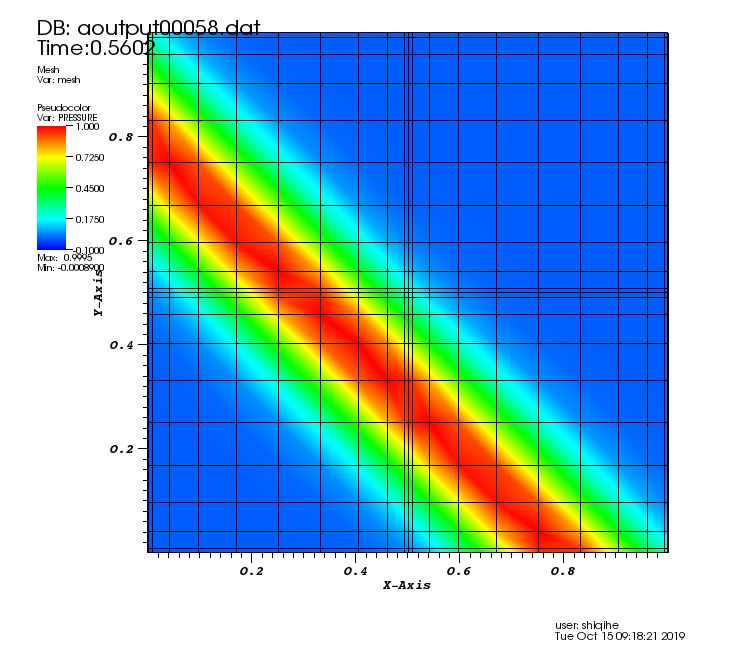 DB: aoutput00058.dat
Time:0.5602
Mesh
Var: mesh
Pseudocolor
Var: PRESSURE
1.000
0.7250
0.4500
0.1750
-0.1000
Max: 0.9995
Min: -0.0008900
0.8
0.6
0.4
0.2
Y-Axis
0.2 0.4 0.6 0.8
X-Axis
user: shiqihe
Tue Oct 15 09:18:21 2019